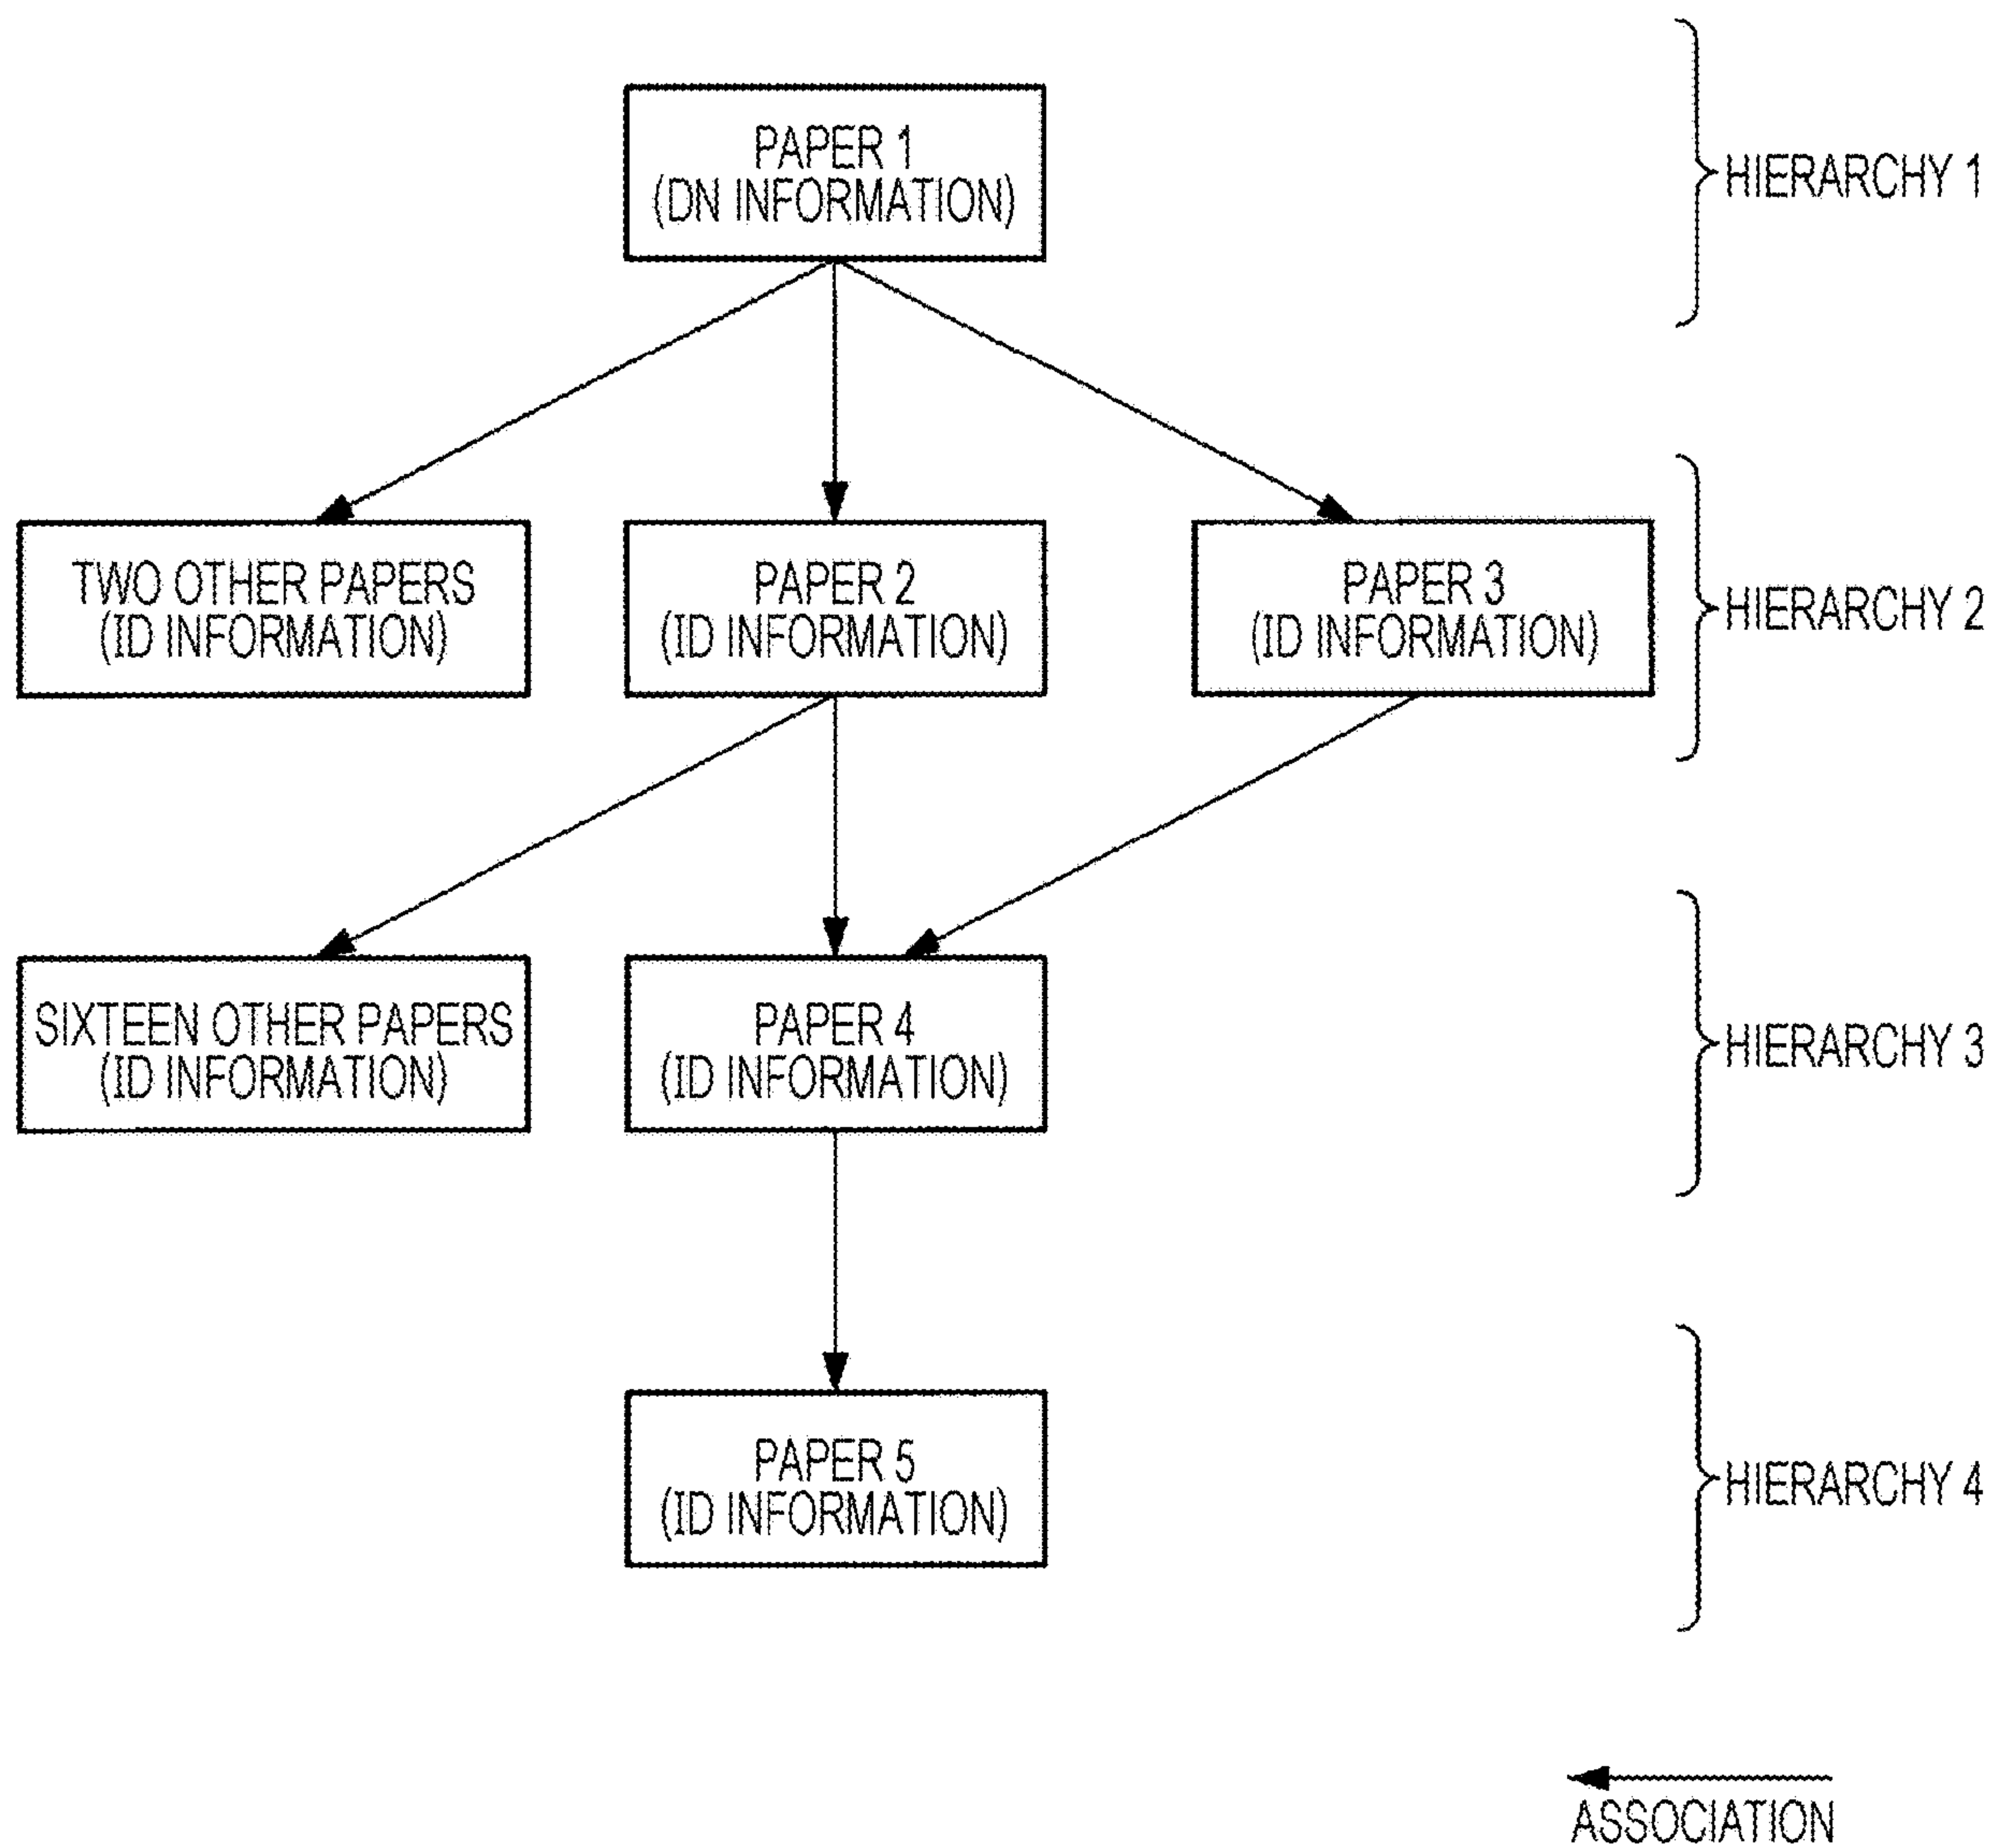 PAPER 1
(DN INFORMATION)
HIERARCHY 1
TWO OTHER PAPERS
(ID INFORMATION)
PAPER 2
(ID INFORMATION)
PAPER 3
(ID INFORMATION)
HIERARCHY 2
SIXTEEN OTHER PAPERS
(ID INFORMATION)
PAPER 4
(ID INFORMATION)
HIERARCHY 3
PAPER 5
(ID INFORMATION)
HIERARCHY 4
ASSOCIATION